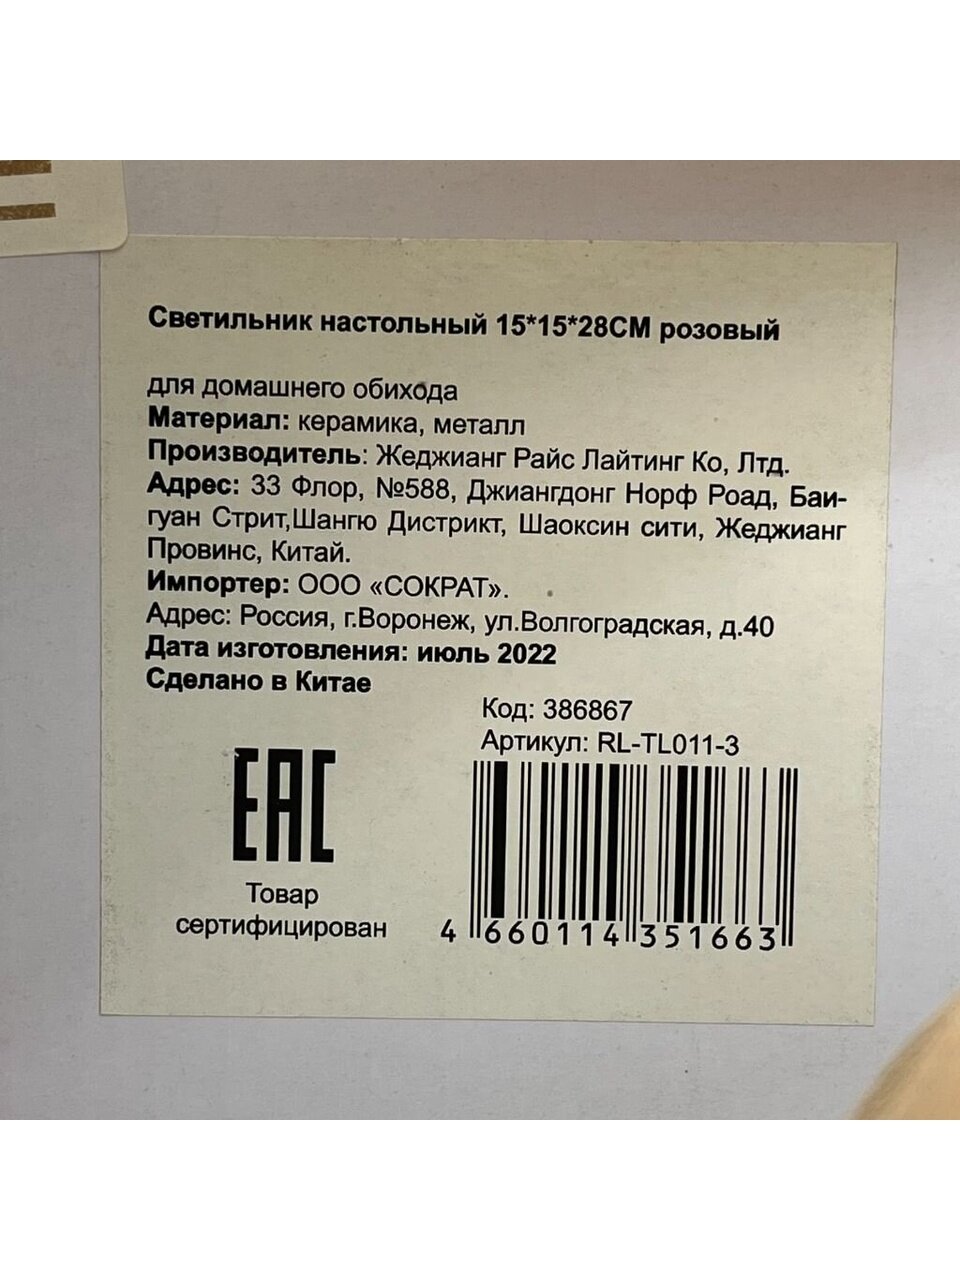 Светильник настольный 15*15*28СМ розовый
для домашнего обихода
Материал: керамика, металл
Производитель: Жеджианг Райс Лайтинг Ко, Лтд.
Адрес: 33 Флор, №588, Джиангдонг Норф Роад, Баи-
гуан Стрит,Шангю Дистрикт, Шаоксин сити, Жеджианг
Провинс, Китай.
Импортер: ООО «СОКРАТ».
Адрес: Россия, г.Воронеж, ул.Волгоградская, д.40
Дата изготовления: июль 2022
Сделано в Китае
Код: 386867
Артикул: RL-TL011-3
EAC
Товар
сертифицирован
4 660114 351663